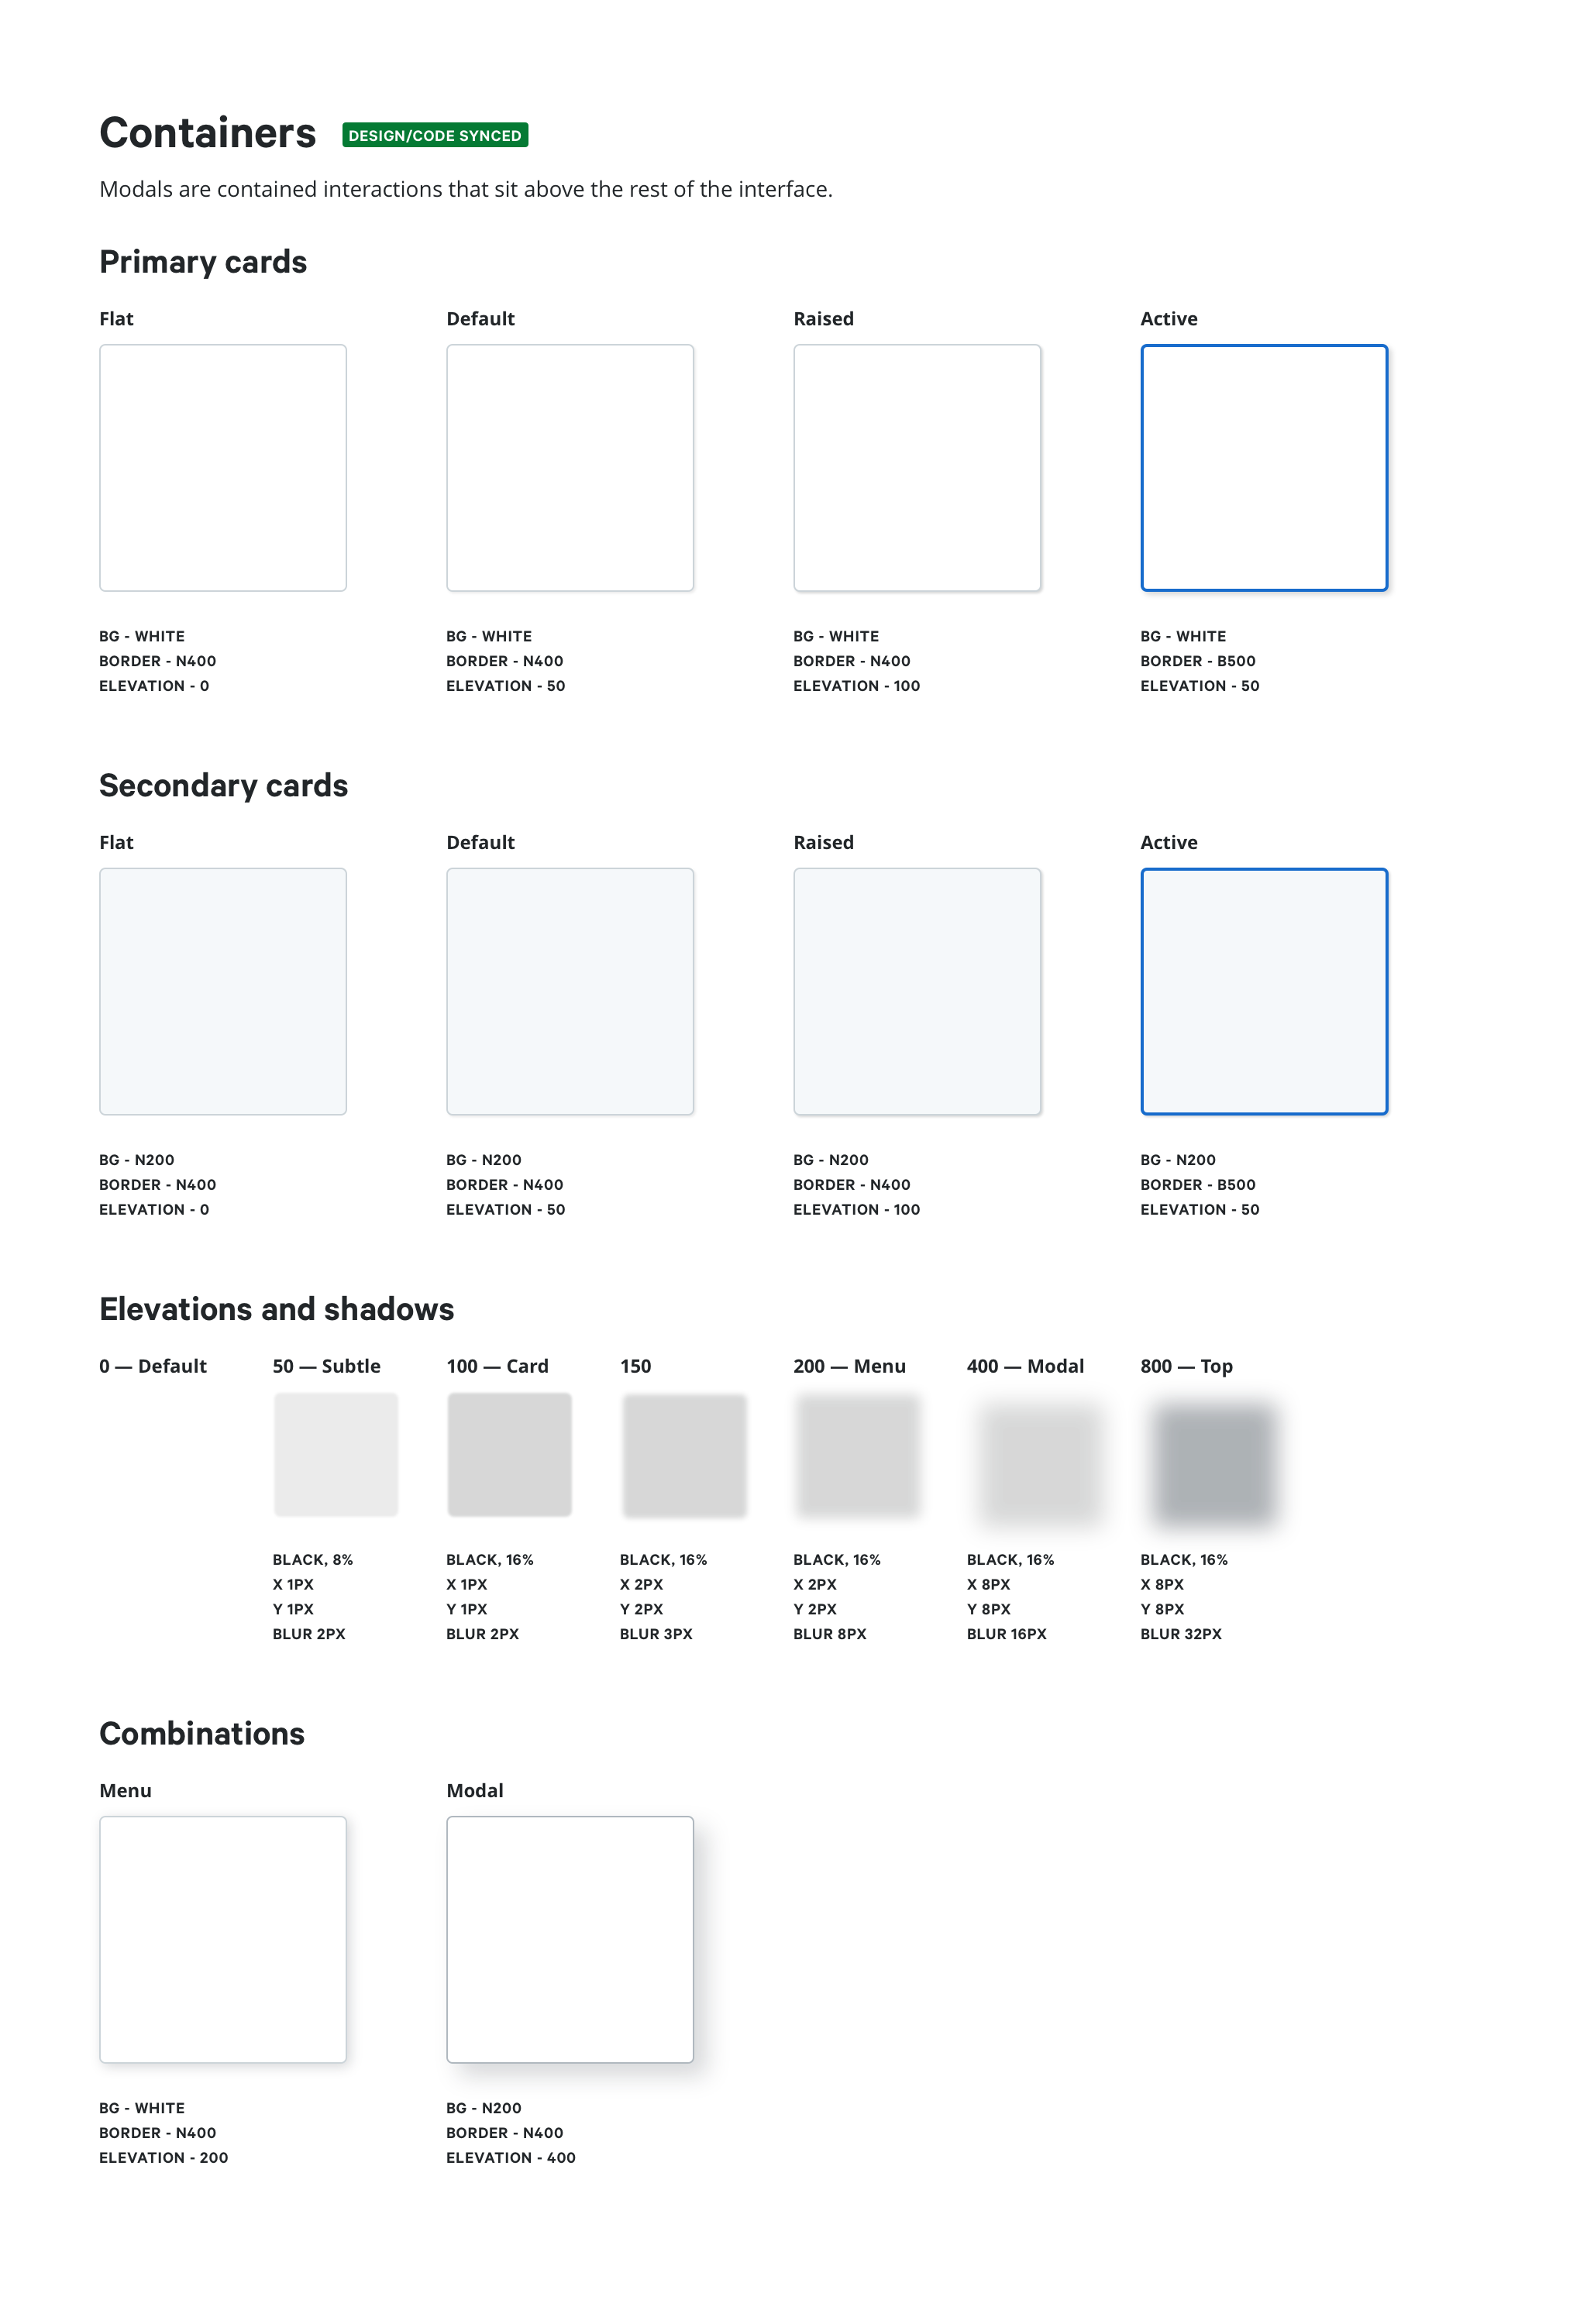 Containers DESIGN/CODE SYNCED
Modals are contained interactions that sit above the rest of the interface.
Primary cards
Flat Default Raised Active
BG - WHITE BG - WHITE BG - WHITE BG - WHITE
BORDER - N400 BORDER - N400 BORDER - N400 BORDER - B500
ELEVATION - 0 ELEVATION - 50 ELEVATION - 100 ELEVATION - 50
Secondary cards
Flat Default Raised Active
BG - N200 BG - N200 BG - N200 BG - N200
BORDER - N400 BORDER - N400 BORDER - N400 BORDER - B500
ELEVATION - 0 ELEVATION - 50 ELEVATION - 100 ELEVATION - 50
Elevations and shadows
0 — Default 50 — Subtle 100 — Card 150 200 — Menu 400 — Modal 800 — Top
BLACK, 8% BLACK, 16% BLACK, 16% BLACK, 16% BLACK, 16% BLACK, 16%
X 1PX X 1PX X 2PX X 2PX X 8PX X 8PX
Y 1PX Y 1PX Y 2PX Y 2PX Y 8PX Y 8PX
BLUR 2PX BLUR 2PX BLUR 3PX BLUR 8PX BLUR 16PX BLUR 32PX
Combinations
Menu Modal
BG - WHITE BG - N200
BORDER - N400 BORDER - N400
ELEVATION - 200 ELEVATION - 400